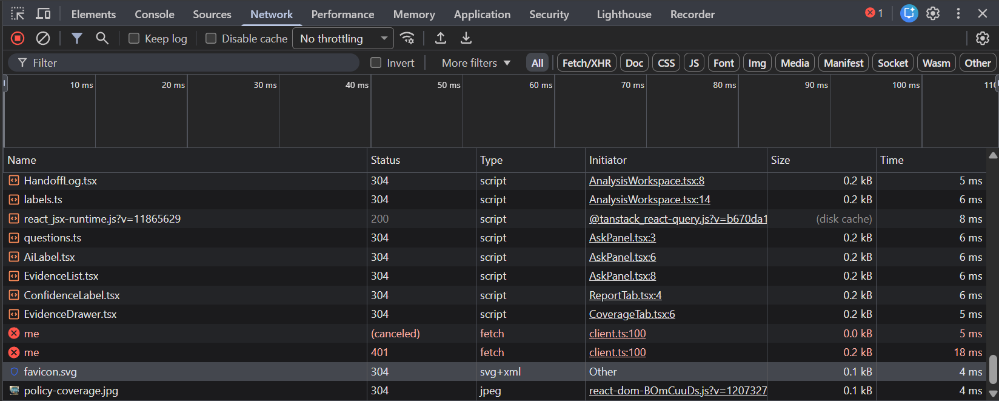 Elements Console Sources Network Performance Memory Application Security Lighthouse Recorder 1
Keep log Disable cache No throttling
Filter Invert More filters All Fetch/XHR Doc CSS JS Font Img Media Manifest Socket Wasm Other
10 ms 20 ms 30 ms 40 ms 50 ms 60 ms 70 ms 80 ms 90 ms 100 ms
Name Status Type Initiator Size Time
HandoffLog.tsx 304 script AnalysisWorkspace.tsx:8 0.2 kB 5 ms
labels.ts 304 script AnalysisWorkspace.tsx:14 0.2 kB 6 ms
react_jsx-runtime.js?v=11865629 200 script @tanstack_react-query.js?v=b670da1 (disk cache) 8 ms
questions.ts 304 script AskPanel.tsx:3 0.2 kB 6 ms
AiLabel.tsx 304 script AskPanel.tsx:6 0.2 kB 6 ms
EvidenceList.tsx 304 script AskPanel.tsx:8 0.2 kB 6 ms
ConfidenceLabel.tsx 304 script ReportTab.tsx:4 0.2 kB 6 ms
EvidenceDrawer.tsx 304 script CoverageTab.tsx:6 0.2 kB 5 ms
me (canceled) fetch client.ts:100 0.0 kB 5 ms
me 401 fetch client.ts:100 0.2 kB 18 ms
favicon.svg 304 svg+xml Other 0.1 kB 4 ms
policy-coverage.jpg 304 jpeg react-dom-BOmCuuDs.js?v=1207327 0.1 kB 4 ms